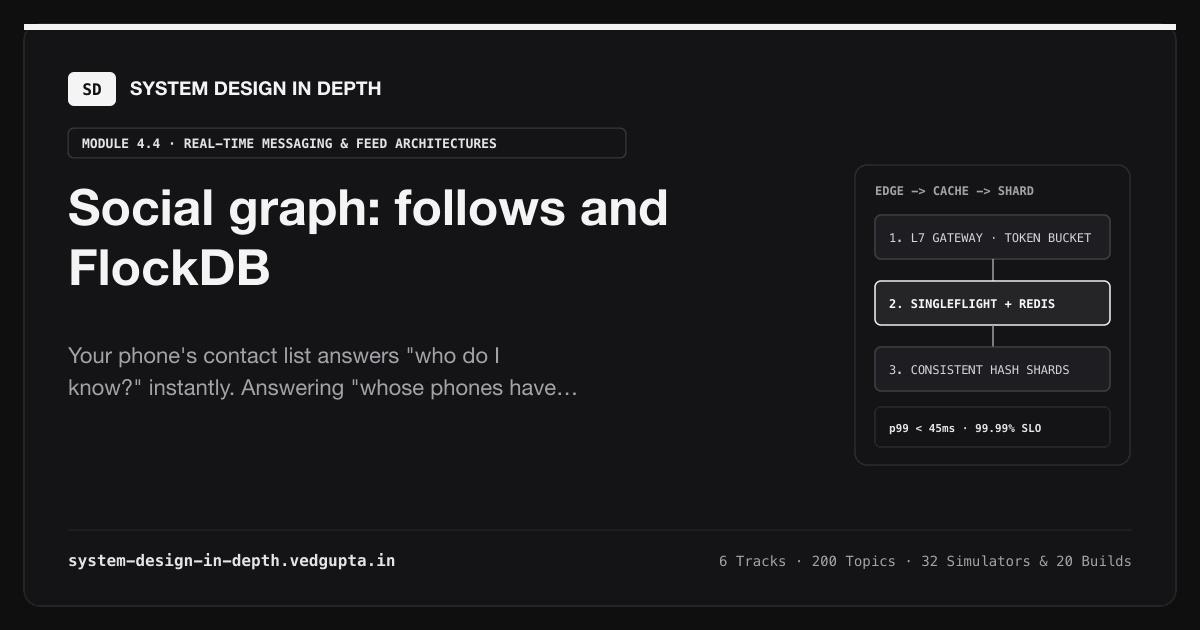 SD SYSTEM DESIGN IN DEPTH
MODULE 4.4 · REAL-TIME MESSAGING & FEED ARCHITECTURES
Social graph: follows and
FlockDB
Your phone's contact list answers "who do I
know?" instantly. Answering "whose phones have…
EDGE -> CACHE -> SHARD
1. L7 GATEWAY · TOKEN BUCKET
2. SINGLEFLIGHT + REDIS
3. CONSISTENT HASH SHARDS
p99 < 45ms · 99.99% SLO
system-design-in-depth.vedgupta.in
6 Tracks · 200 Topics · 32 Simulators & 20 Builds